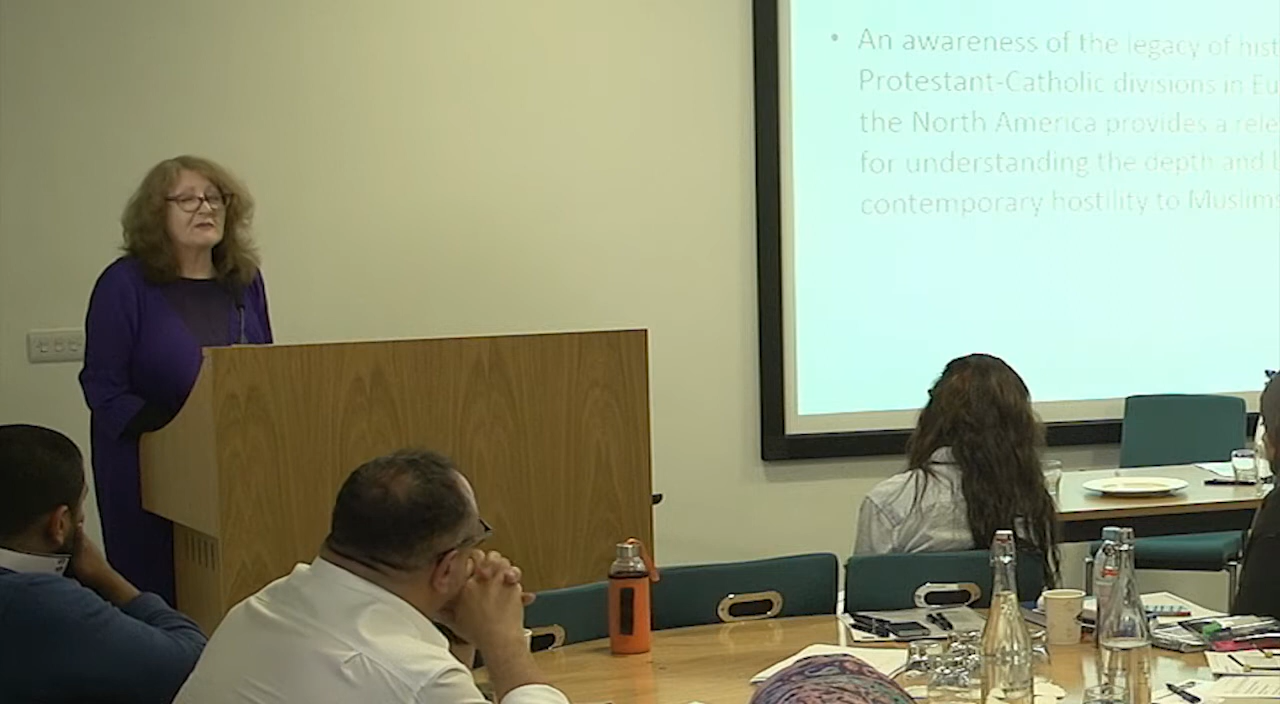 • An awareness of the legacy of hist
Protestant-Catholic divisions in Eu
the North America provides a rele
for understanding the depth and
contemporary hostility to Muslims